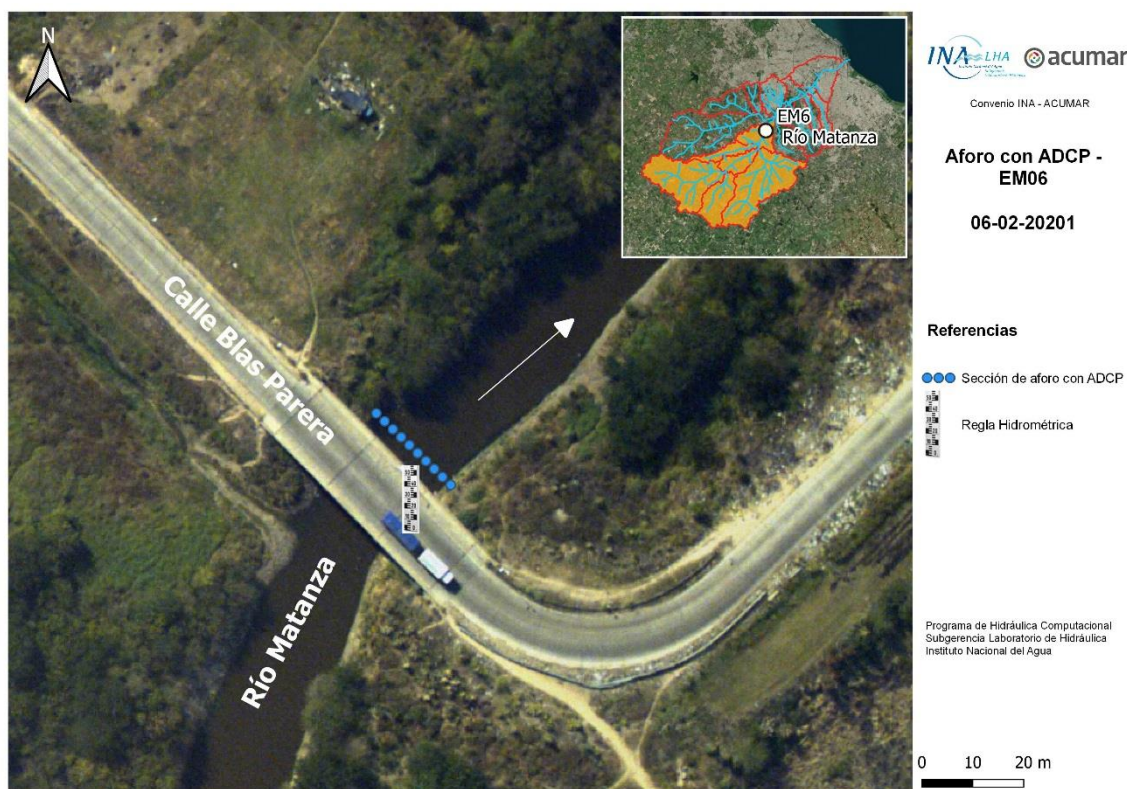 N
EM6
Río Matanza
Calle Blas Parera
Río Matanza
INA LHA
acumar
Convenio INA - ACUMAR
Aforo con ADCP -
EM06
06-02-20201
Referencias
Sección de aforo con ADCP
Regla Hidrométrica
Programa de Hidráulica Computacional
Subgerencia Laboratorio de Hidráulica
Instituto Nacional del Agua
0 10 20 m